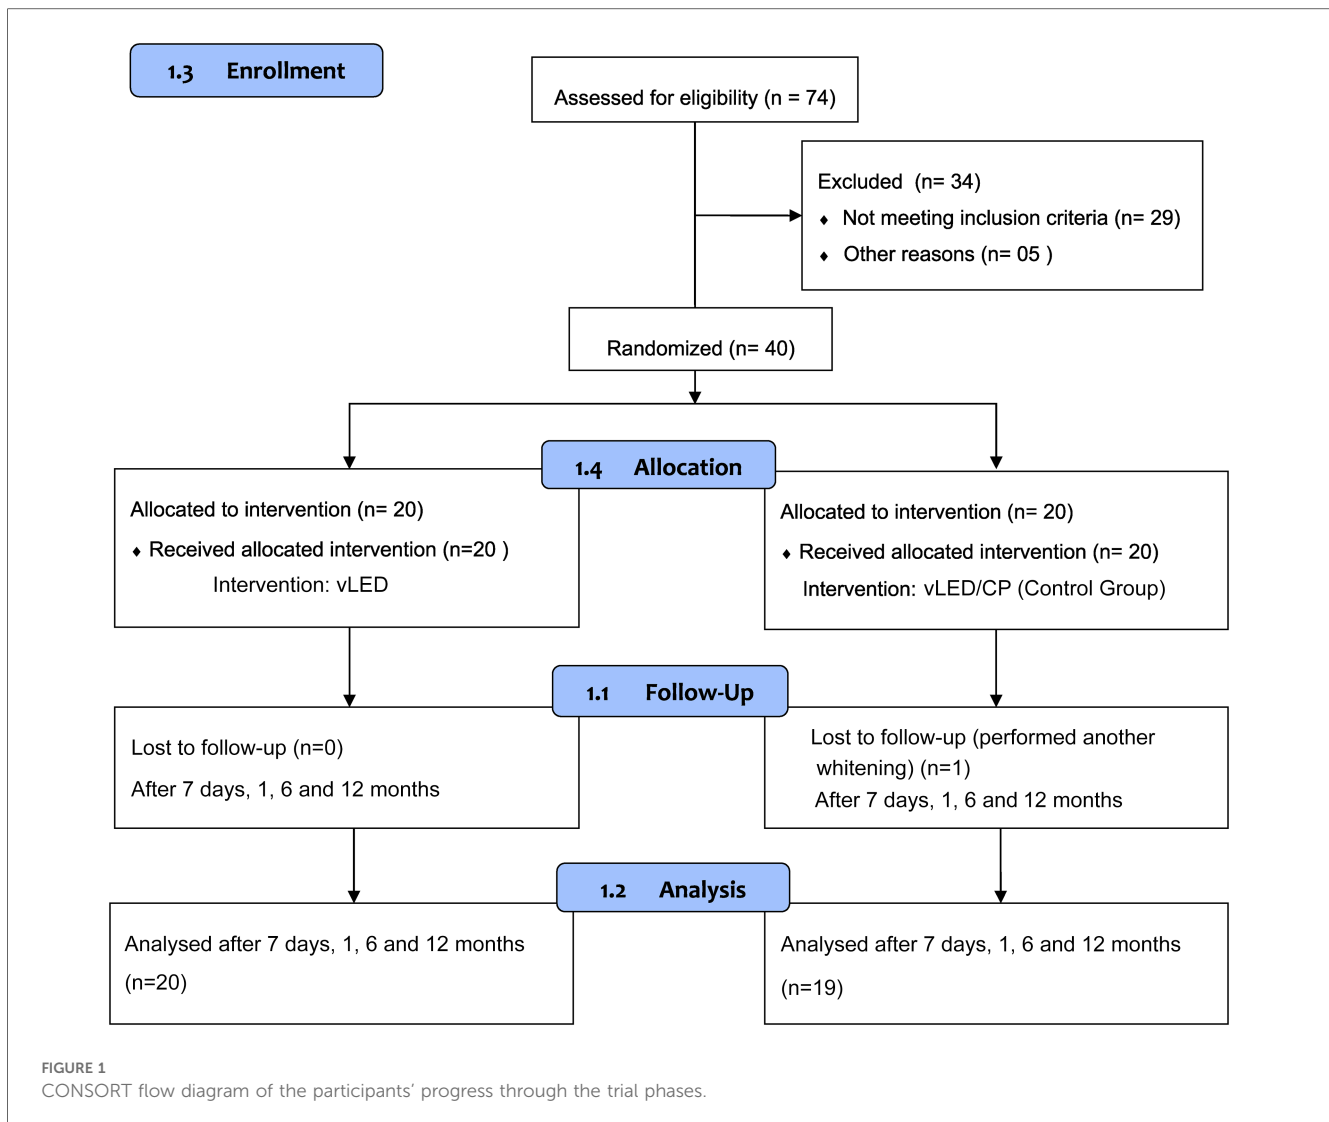 1.3 Enrollment
Assessed for eligibility (n = 74)
Excluded (n= 34)
♦ Not meeting inclusion criteria (n= 29)
♦ Other reasons (n= 05 )
Randomized (n= 40)
1.4 Allocation
Allocated to intervention (n= 20)
♦ Received allocated intervention (n=20 )
Intervention: vLED
Allocated to intervention (n= 20)
♦ Received allocated intervention (n= 20)
Intervention: vLED/CP (Control Group)
1.1 Follow-Up
Lost to follow-up (n=0)
After 7 days, 1, 6 and 12 months
Lost to follow-up (performed another
whitening) (n=1)
After 7 days, 1, 6 and 12 months
1.2 Analysis
Analysed after 7 days, 1, 6 and 12 months
(n=20)
Analysed after 7 days, 1, 6 and 12 months
(n=19)
FIGURE 1
CONSORT flow diagram of the participants' progress through the trial phases.